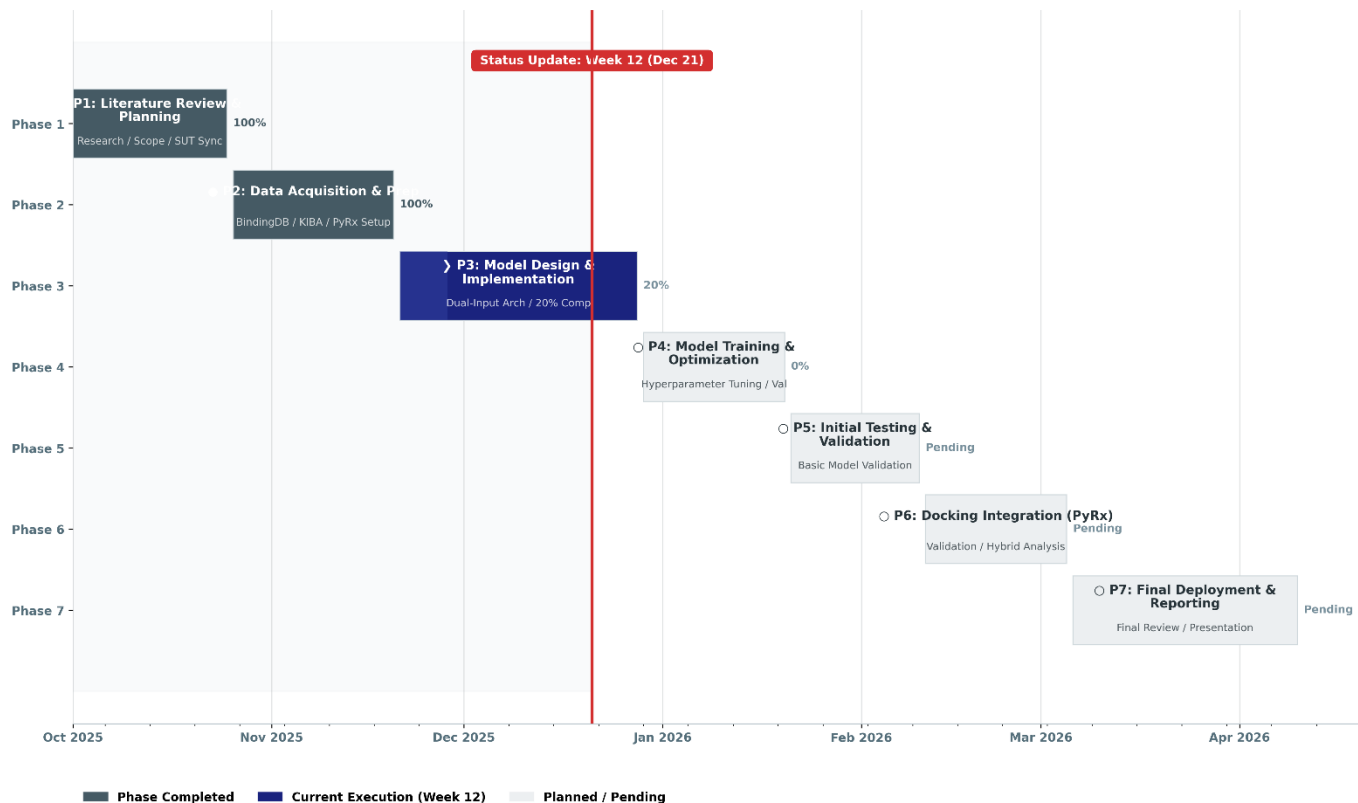 Status Update: Week 12 (Dec 21)
Phase 1
P1: Literature Review
Planning
Research / Scope / SUT Sync
100%
Phase 2
2: Data Acquisition & P
BindingDB / KIBA / PyRx Setup
100%
Phase 3
❯ P3: Model Design &
Implementation
Dual-Input Arch / 20% Comp
20%
Phase 4
○ P4: Model Training &
Optimization
Hyperparameter Tuning / Val
0%
Phase 5
○ P5: Initial Testing &
Validation
Basic Model Validation
Pending
Phase 6
○ P6: Docking Integration (PyRx)
Validation / Hybrid Analysis
Pending
Phase 7
○ P7: Final Deployment &
Reporting
Final Review / Presentation
Pending
Oct 2025 Nov 2025 Dec 2025 Jan 2026 Feb 2026 Mar 2026 Apr 2026
Phase Completed Current Execution (Week 12) Planned / Pending